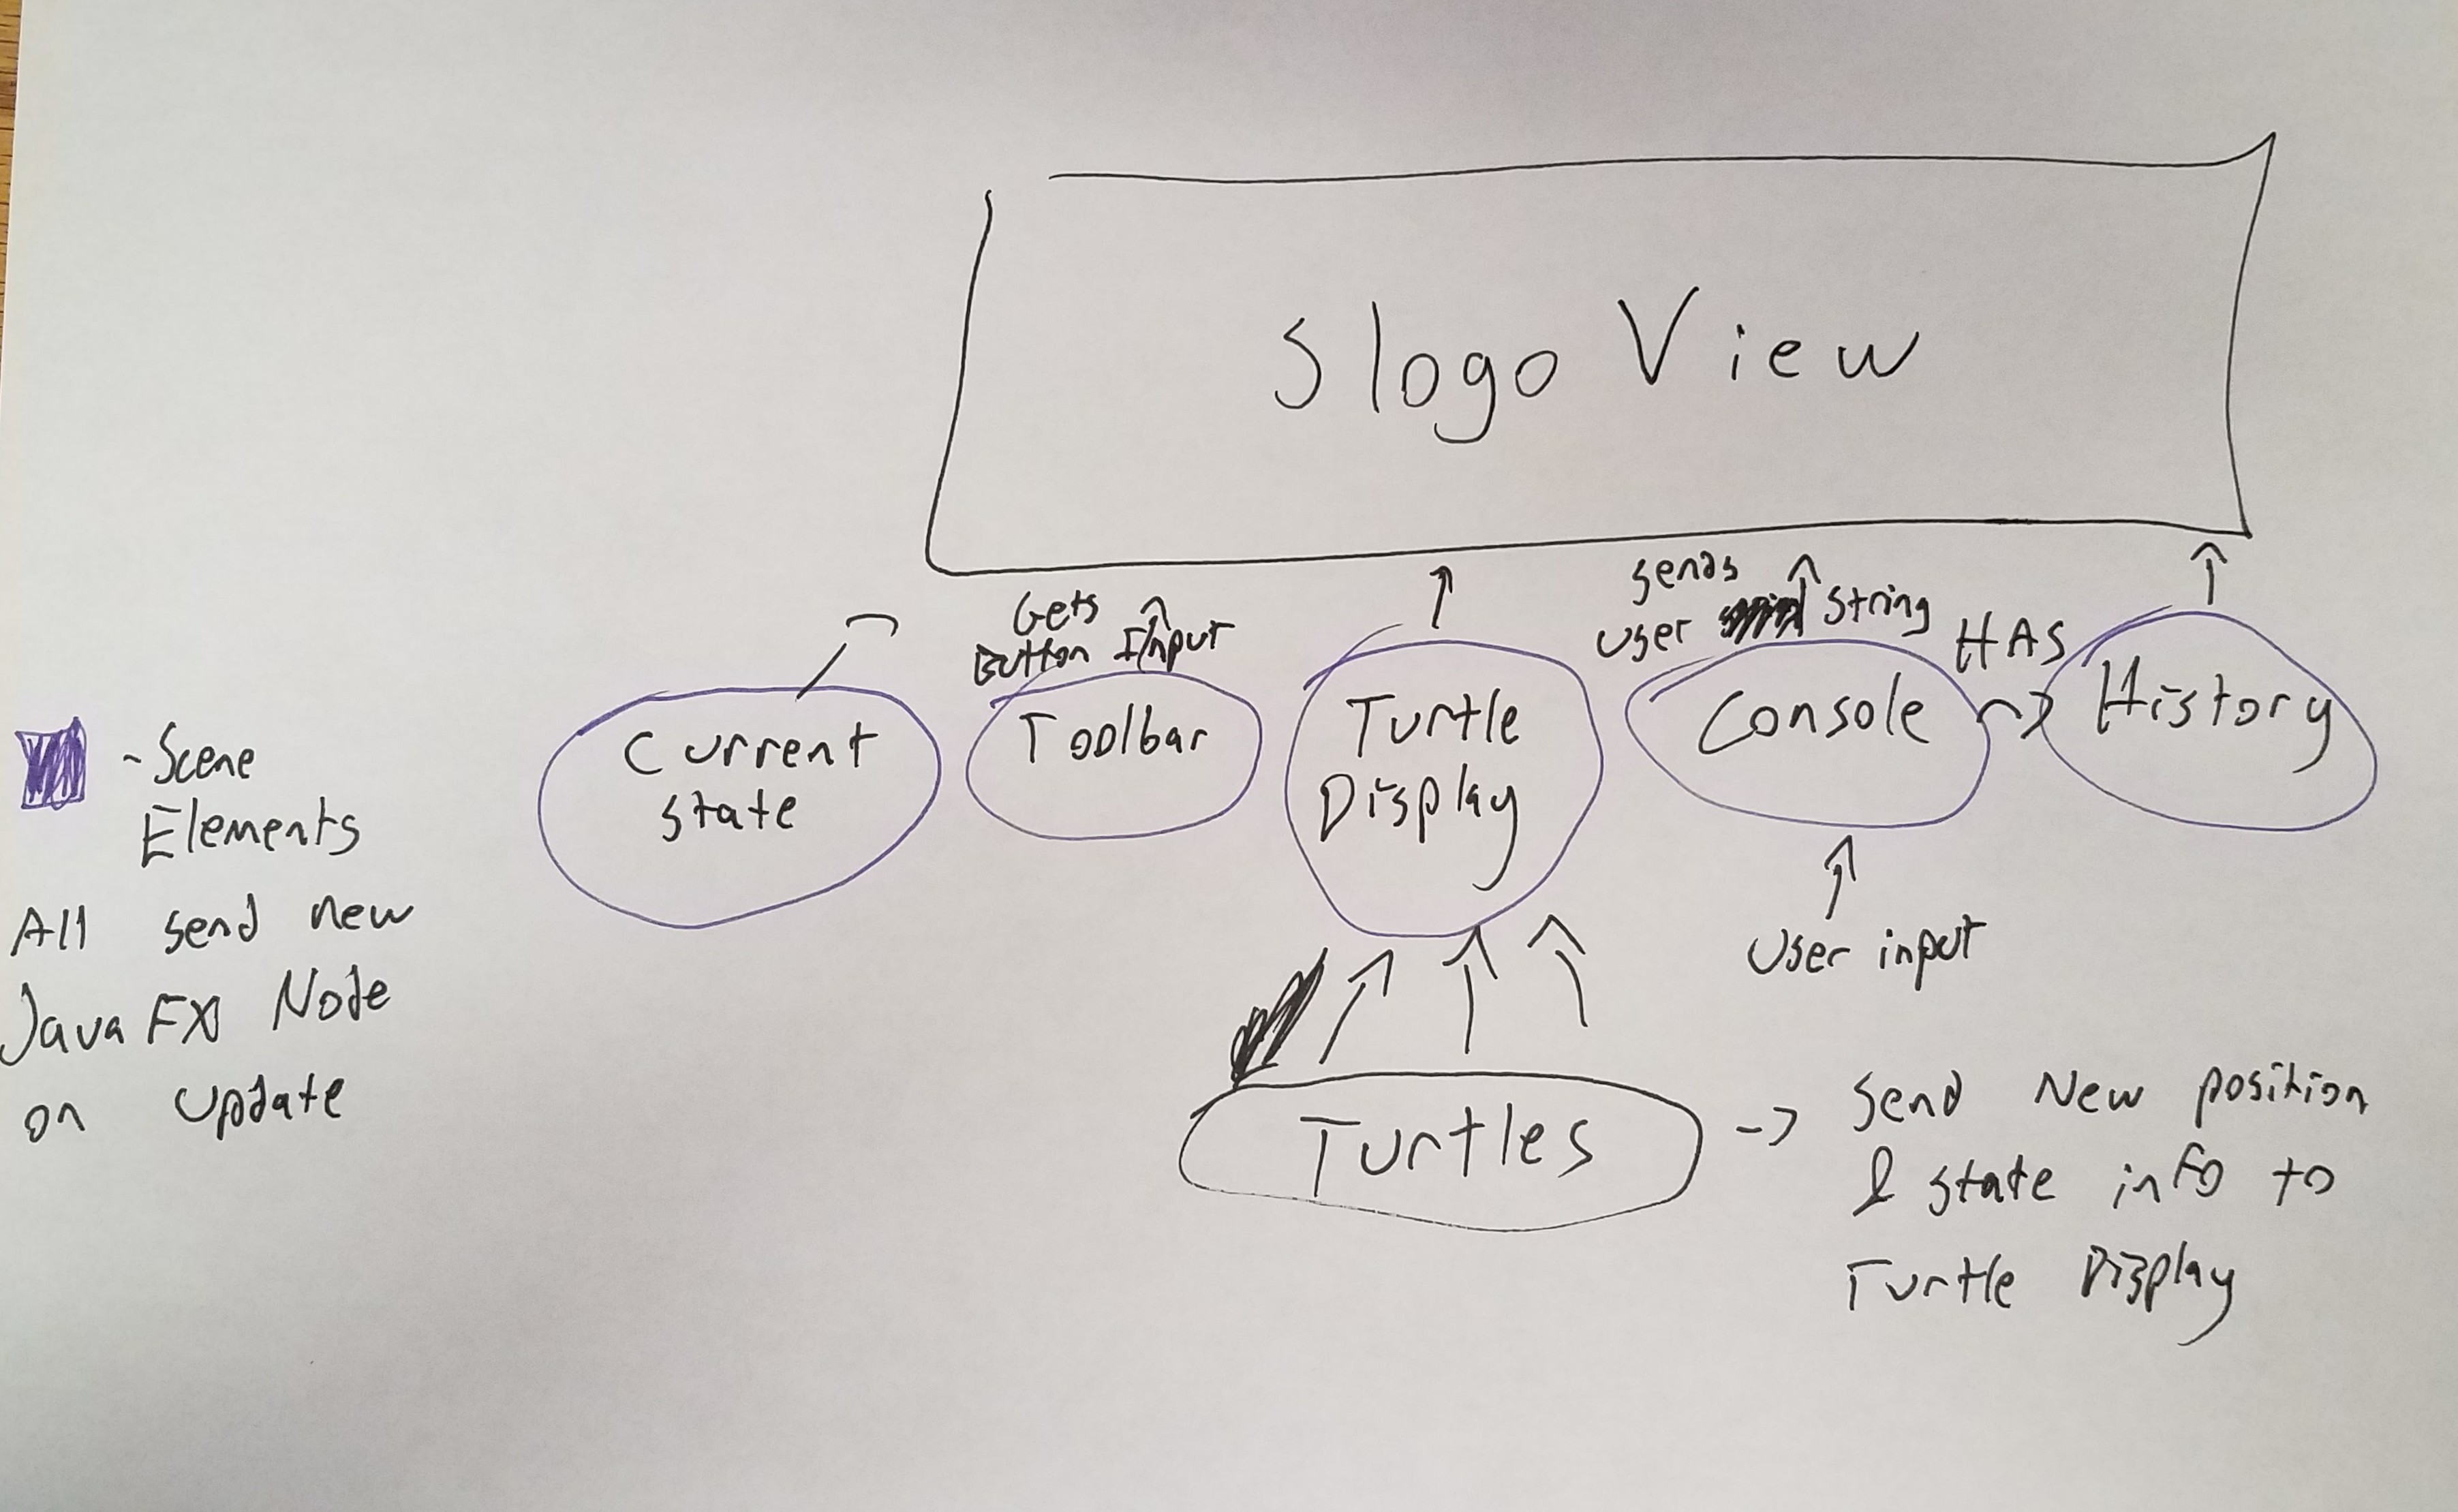 Slogo View
Gets
Button Input
sends
user string
HAS
Current
state
Toolbar
Turtle
Display
Console
History
- Scene
Elements
All send new
JavaFX Node
on update
User input
Turtles
-> Send New position
& state info to
Turtle Display